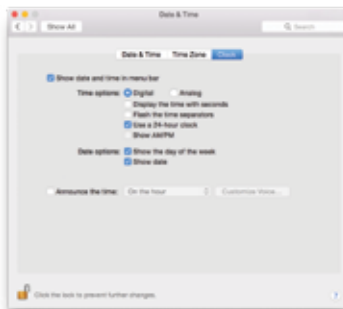 Date & Time
Show All
Search
Date & Time Time Zone Clock
Show date and time in menu bar
Time options: Digital Analog
Display the time with seconds
Flash the time separators
Use a 24-hour clock
Show AM/PM
Date options: Show the day of the week
Show date
Announce the time: On the hour Customize Voice...
Click the lock to prevent further changes.
?